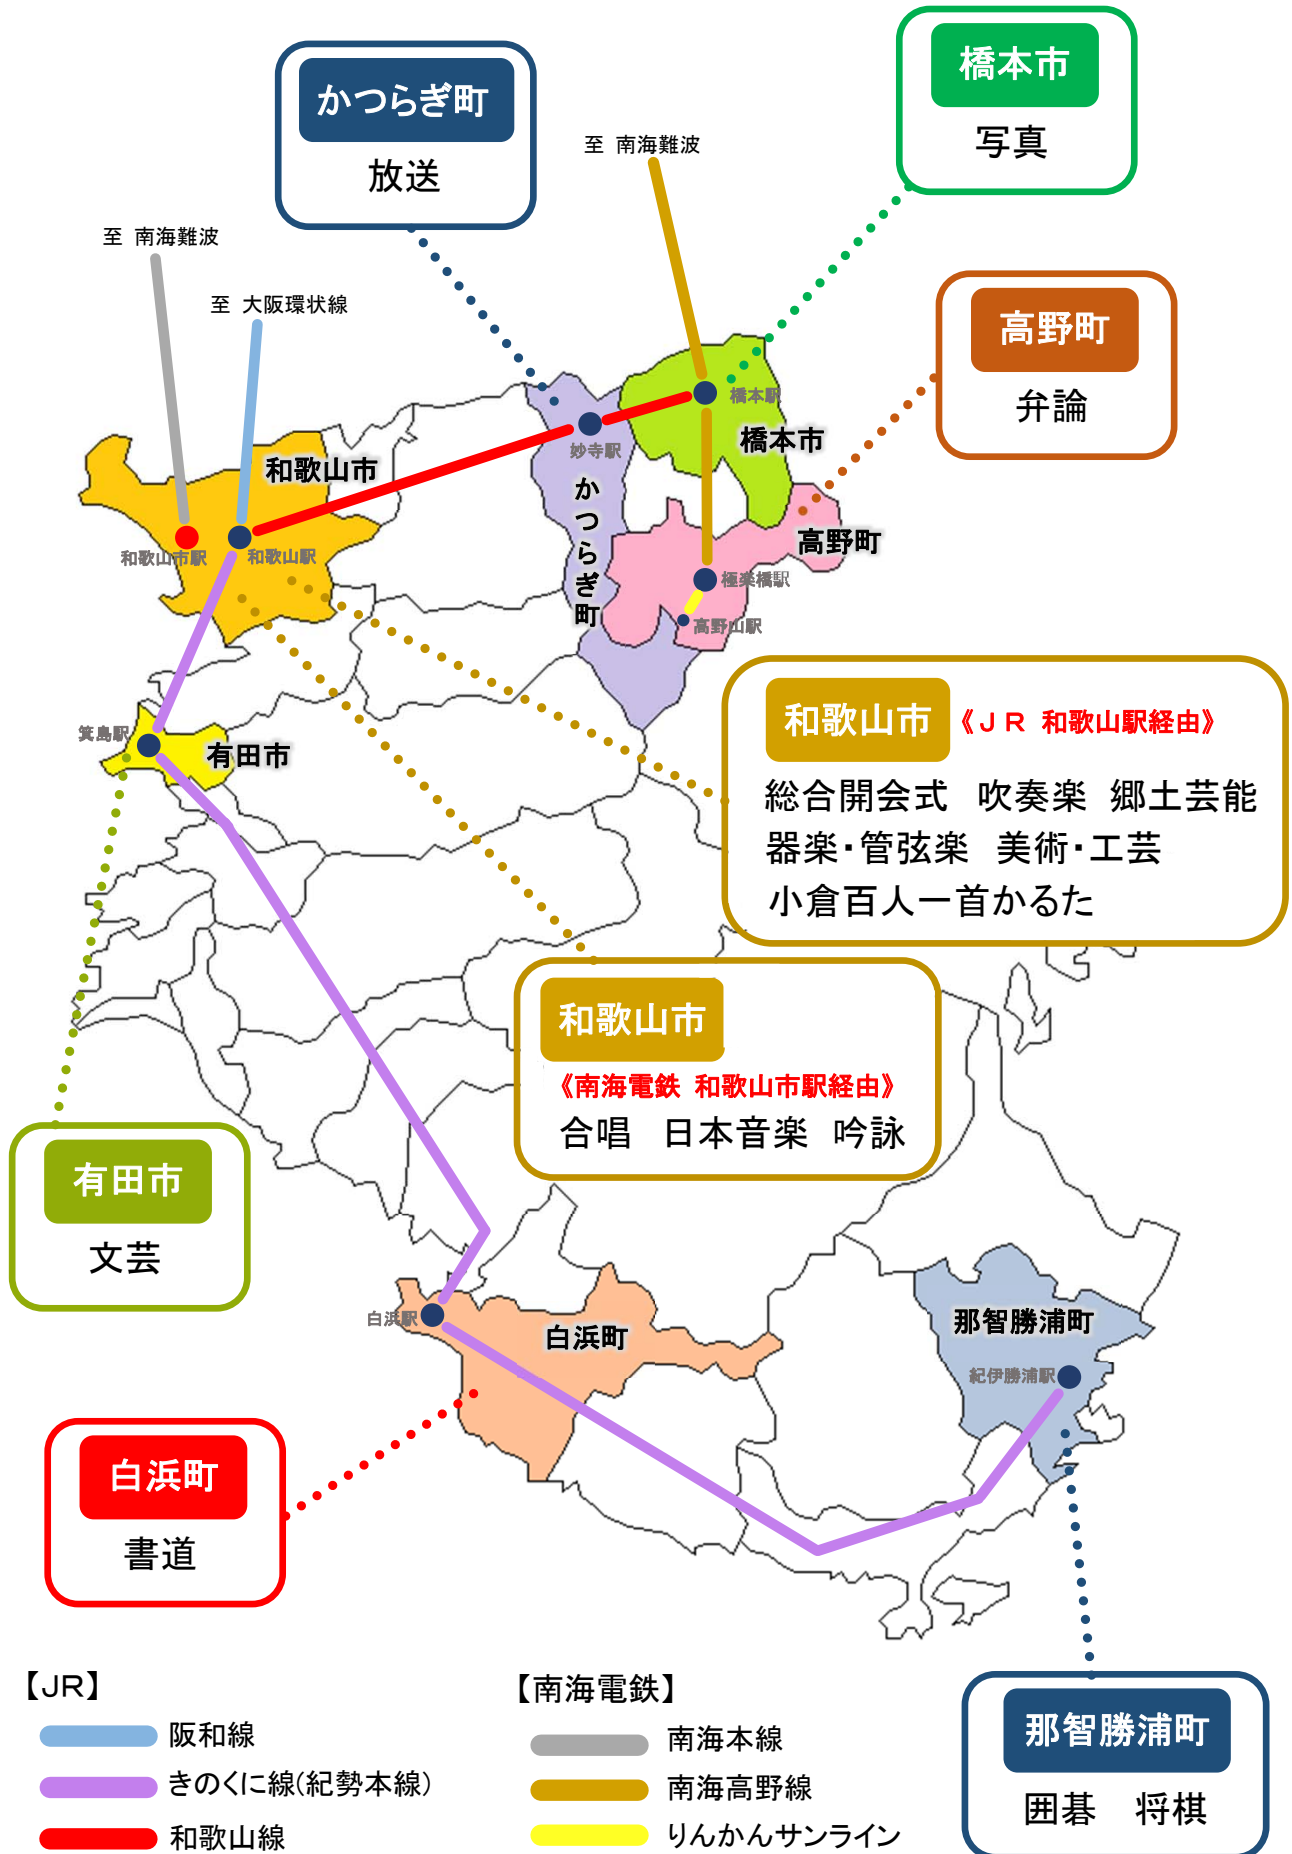 橋本市
写真
かつらぎ町
放送
至 南海難波
至 南海難波
至 大阪環状線
高野町
弁論
橋本駅
橋本市
妙寺駅
かつらぎ町
和歌山市
和歌山市駅
和歌山駅
高野町
極楽橋駅
高野山駅
和歌山市 《ＪＲ 和歌山駅経由》
総合開会式 吹奏楽 郷土芸能
器楽・管弦楽 美術・工芸
小倉百人一首かるた
箕島駅
有田市
和歌山市
《南海電鉄 和歌山市駅経由》
合唱 日本音楽 吟詠
有田市
文芸
白浜駅
白浜町
那智勝浦町
紀伊勝浦駅
白浜町
書道
【JR】
阪和線
きのくに線(紀勢本線)
和歌山線
【南海電鉄】
南海本線
南海高野線
りんかんサンライン
那智勝浦町
囲碁 将棋